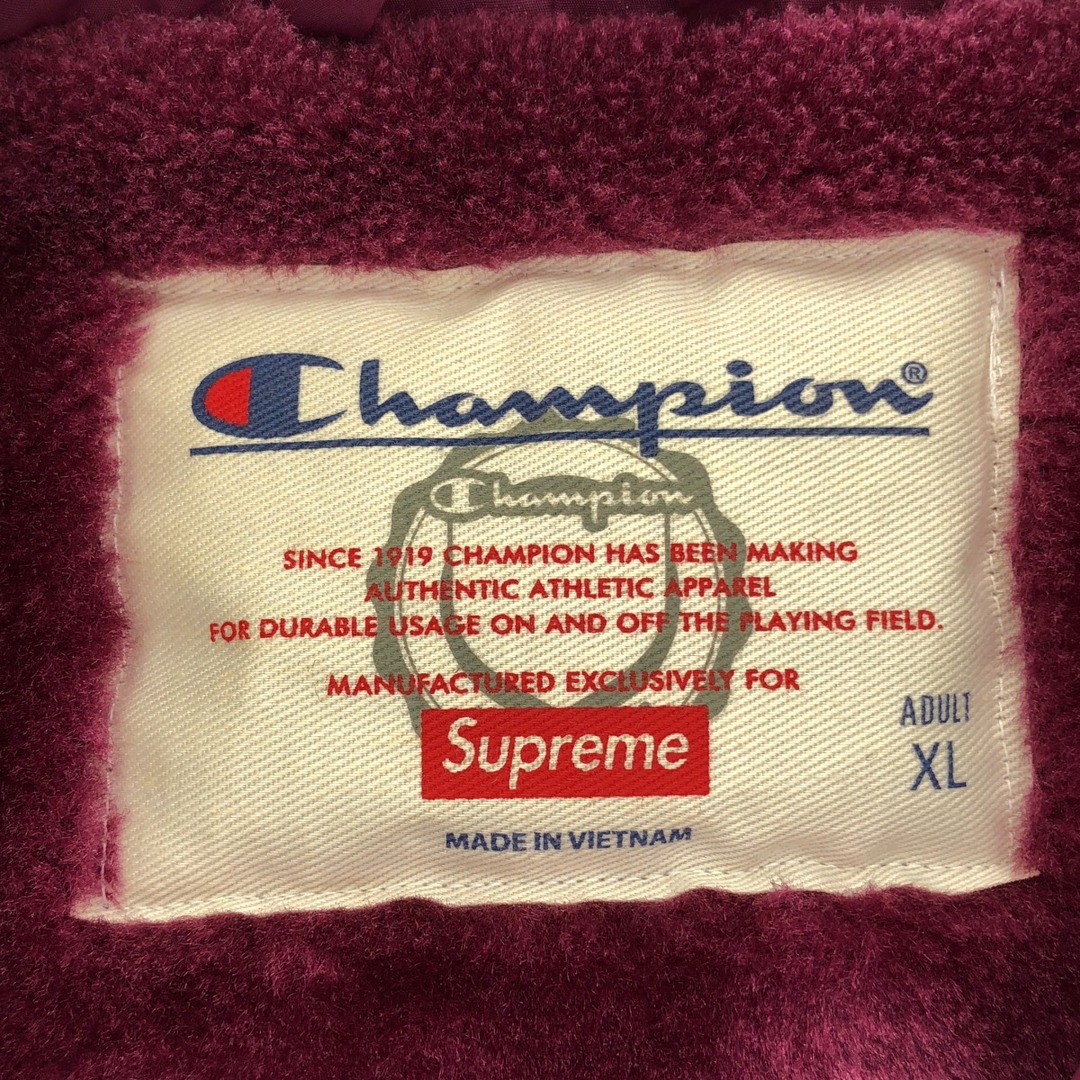 Champion®
Champion
SINCE 1919 CHAMPION HAS BEEN MAKING
AUTHENTIC ATHLETIC APPAREL
FOR DURABLE USAGE ON AND OFF THE PLAYING FIELD.
MANUFACTURED EXCLUSIVELY FOR
Supreme
ADULT
XL
MADE IN VIETNAM